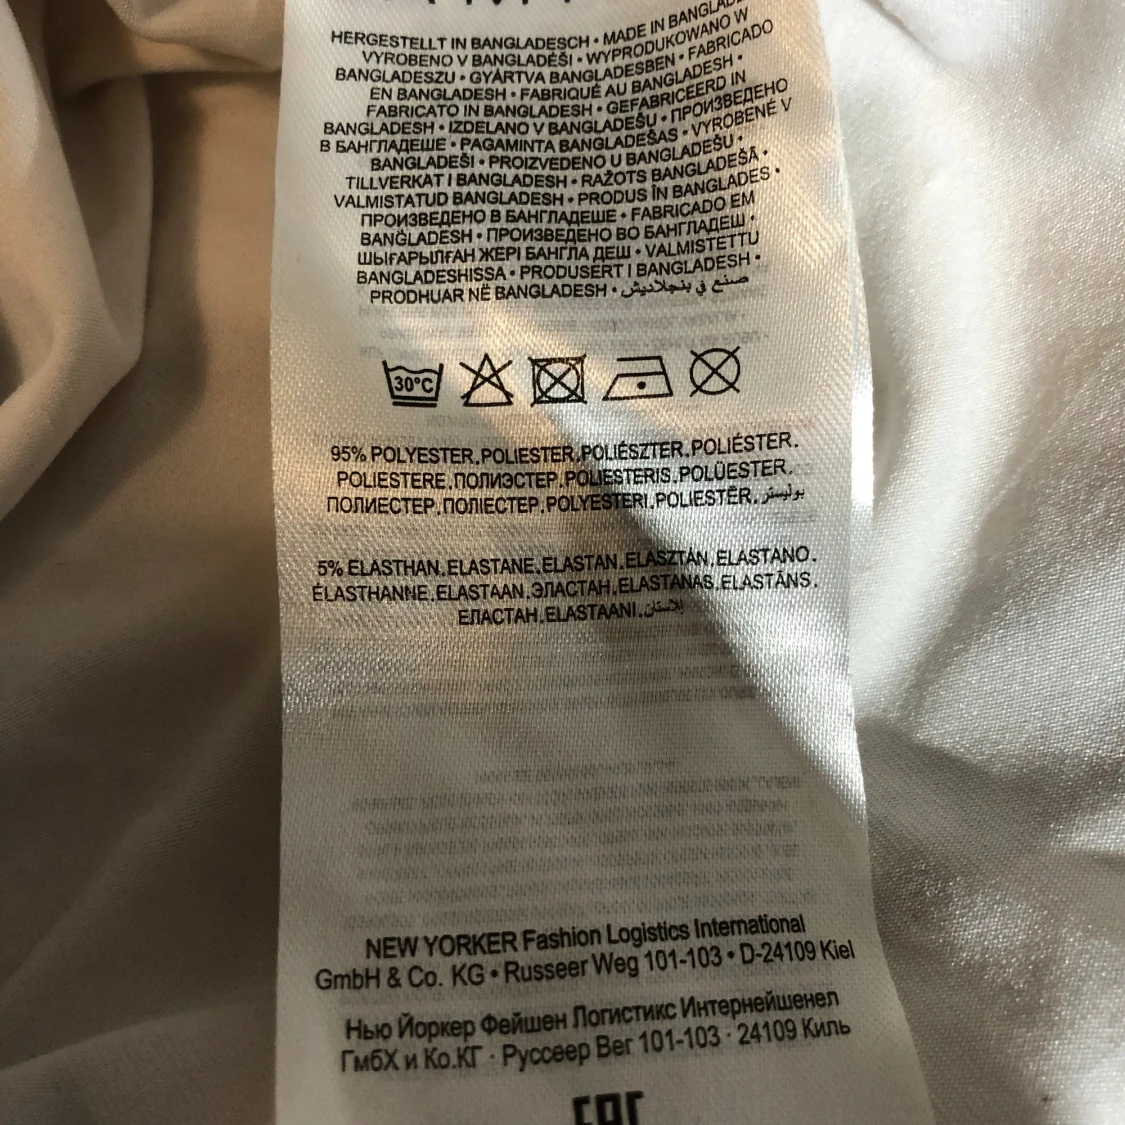 HERGESTELLT IN BANGLADESCH • MADE IN
VYROBENO V BANGLADÉŠI • WYPRODUKOWANO W
BANGLADESZU • GYÁRTVA BANGLADESBEN • FABRICADO
EN BANGLADESH • FABRIQUÉ AU BANGLADESH •
FABRICATO IN BANGLADESH • GEFABRICEERD IN
BANGLADESH • IZDELANO V BANGLADEŠU • ПРОИЗВЕДЕНО
В БАНГЛАДЕШЕ • PAGAMINTA BANGLADEŠAS • VYROBENÉ V
BANGLADEŠI • PROIZVEDENO U BANGLADEŠU •
TILLVERKAT I BANGLADESH • RAŽOTS BANGLADEŠĀ •
VALMISTATUD BANGLADESH • PRODUS ÎN BANGLADES •
ПРОИЗВЕДЕНО В БАНГЛАДЕШЕ • FABRICADO EM
BANGLADESH • ПРОИЗВЕДЕНО ВО БАНГЛАДЕШ •
ШЫҒАРЫЛҒАН ЖЕРІ БАНГЛА ДЕШ • VALMISTETTU
BANGLADESHISSA • PRODUSERT I BANGLADESH •
PRODHUAR NË BANGLADESH • صنع في بنجلاديش
30°C
95% POLYESTER.POLIESTER.POLIÉSZTER.POLIÉSTER.
POLIESTERE.ПОЛИЭСТЕР.POLIESTERIS.POLÜESTER.
ПОЛИЕСТЕР.ПОЛІЕСТЕР.POLYESTERI.POLIESTËR.بوليستر
5% ELASTHAN.ELASTANE.ELASTAN.ELASZTÁN.ELASTANO.
ÉLASTHANNE.ELASTAAN.ЭЛАСТАН.ELASTANAS.ELASTĀNS.
ЕЛАСТАН.ELASTAANI.إلاستان
NEW YORKER Fashion Logistics International
GmbH & Co. KG • Russeer Weg 101-103 • D-24109 Kiel
Нью Йоркер Фейшен Логистикс Интернейшенел
ГмбХ и Ко.КГ · Руссеер Вег 101-103 · 24109 Киль
EAC